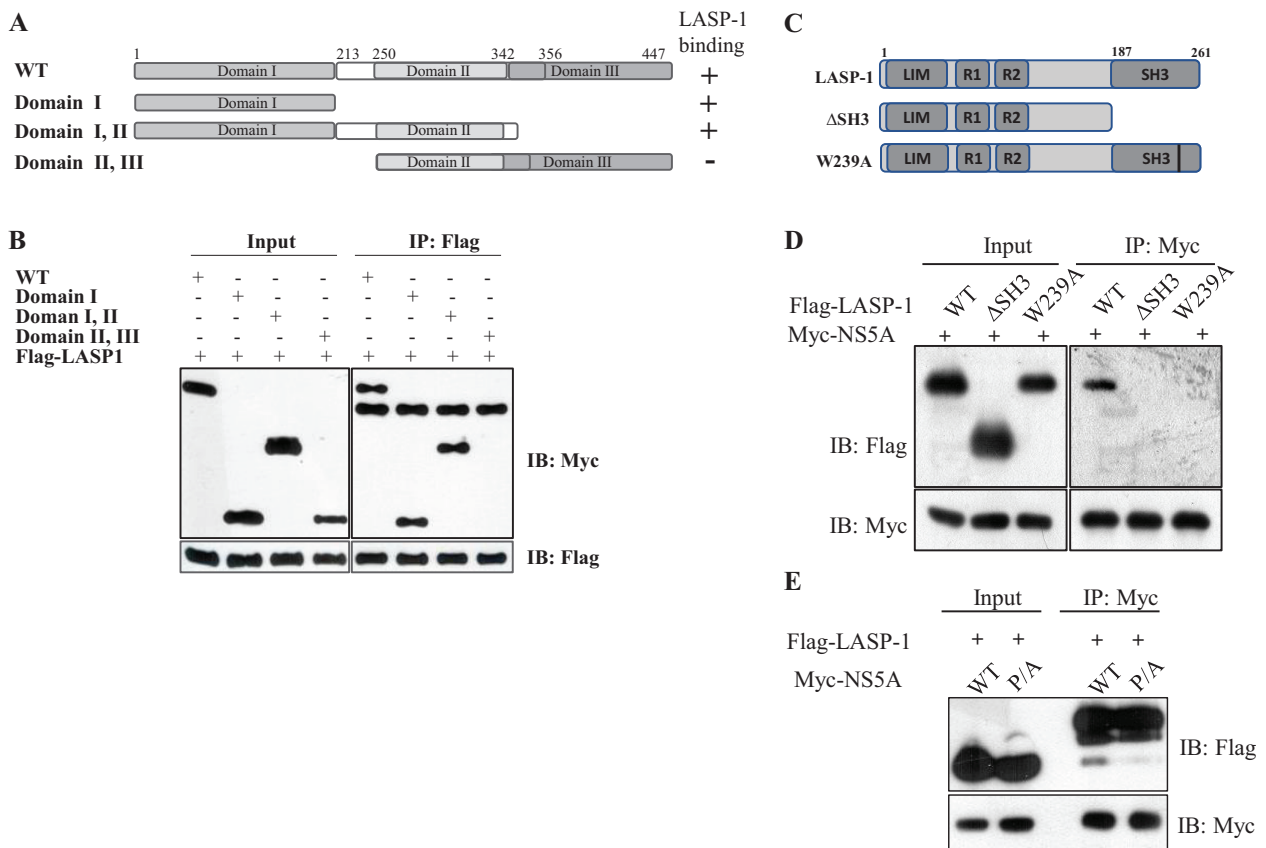 A
LASP-1
binding
1 213 250 342 356 447
WT Domain I Domain II Domain III +
Domain I Domain I +
Domain I, II Domain I Domain II +
Domain II, III Domain II Domain III -
B
Input IP: Flag
WT + - - - + - - -
Domain I - + - - - + - -
Doman I, II - - + - - - + -
Domain II, III - - - + - - - +
Flag-LASP1 + + + + + + + +
IB: Myc
IB: Flag
C
1 187 261
LASP-1 LIM R1 R2 SH3
ΔSH3 LIM R1 R2
W239A LIM R1 R2 SH3
D
Input IP: Myc
Flag-LASP-1 WT ΔSH3 W239A WT ΔSH3 W239A
Myc-NS5A + + + + + +
IB: Flag
IB: Myc
E
Input IP: Myc
Flag-LASP-1 + + + +
Myc-NS5A WT P/A WT P/A
IB: Flag
IB: Myc